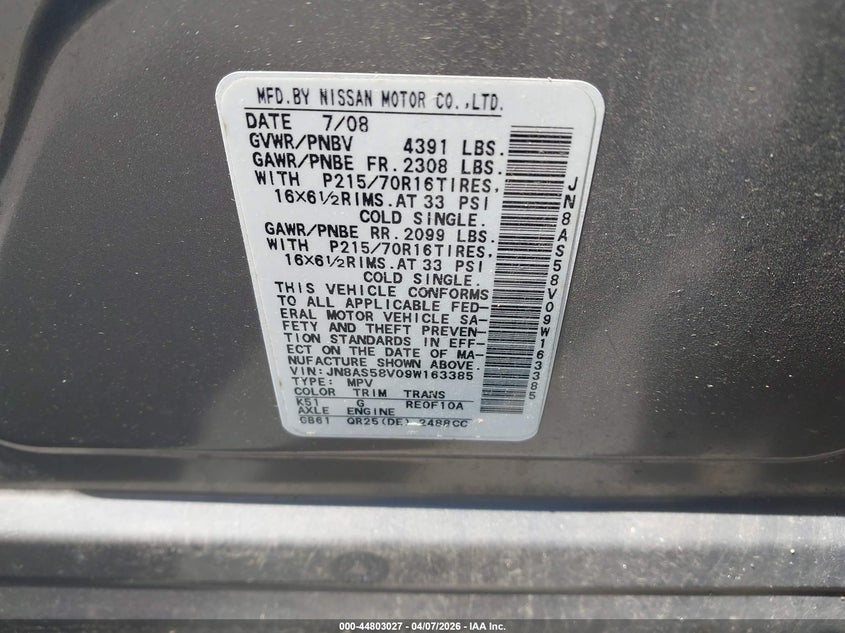 MFD.BY NISSAN MOTOR CO.,LTD.
DATE 7/08
GVWR/PNBV 4391 LBS.
GAWR/PNBE FR.2308 LBS.
WITH P215/70R16TIRES,
16×6½RIMS.AT 33 PSI
COLD SINGLE.
GAWR/PNBE RR.2099 LBS.
WITH P215/70R16TIRES,
16×6½RIMS.AT 33 PSI
COLD SINGLE.
THIS VEHICLE CONFORMS
TO ALL APPLICABLE FED-
ERAL MOTOR VEHICLE SA-
FETY AND THEFT PREVEN-
TION STANDARDS IN EFF-
ECT ON THE DATE OF MA-
NUFACTURE SHOWN ABOVE.
VIN:JN8AS58V09W163385
TYPE: MPV
COLOR TRIM TRANS
K51 G RE0F10A
AXLE ENGINE
GB61 QR25(DE) 2488CC
JN8AS58V09W163385
000-44803027 - 04/07/2026 - IAA Inc.